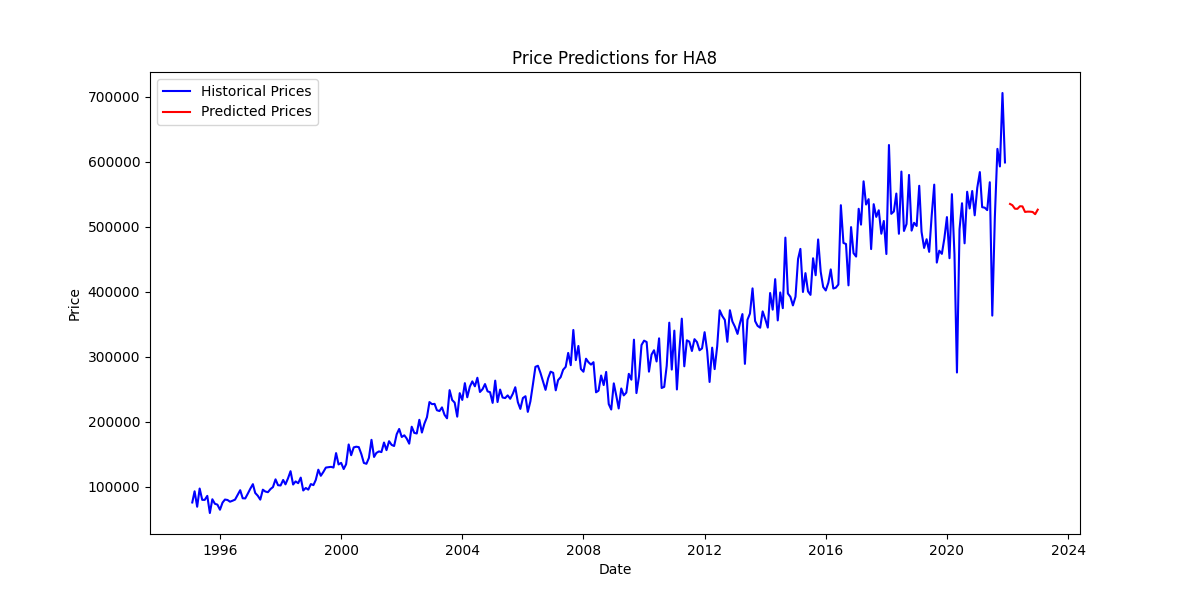 Price Predictions for HA8
Historical Prices
Predicted Prices
700000
600000
500000
400000
300000
200000
100000
Price
1996 2000 2004 2008 2012 2016 2020 2024
Date